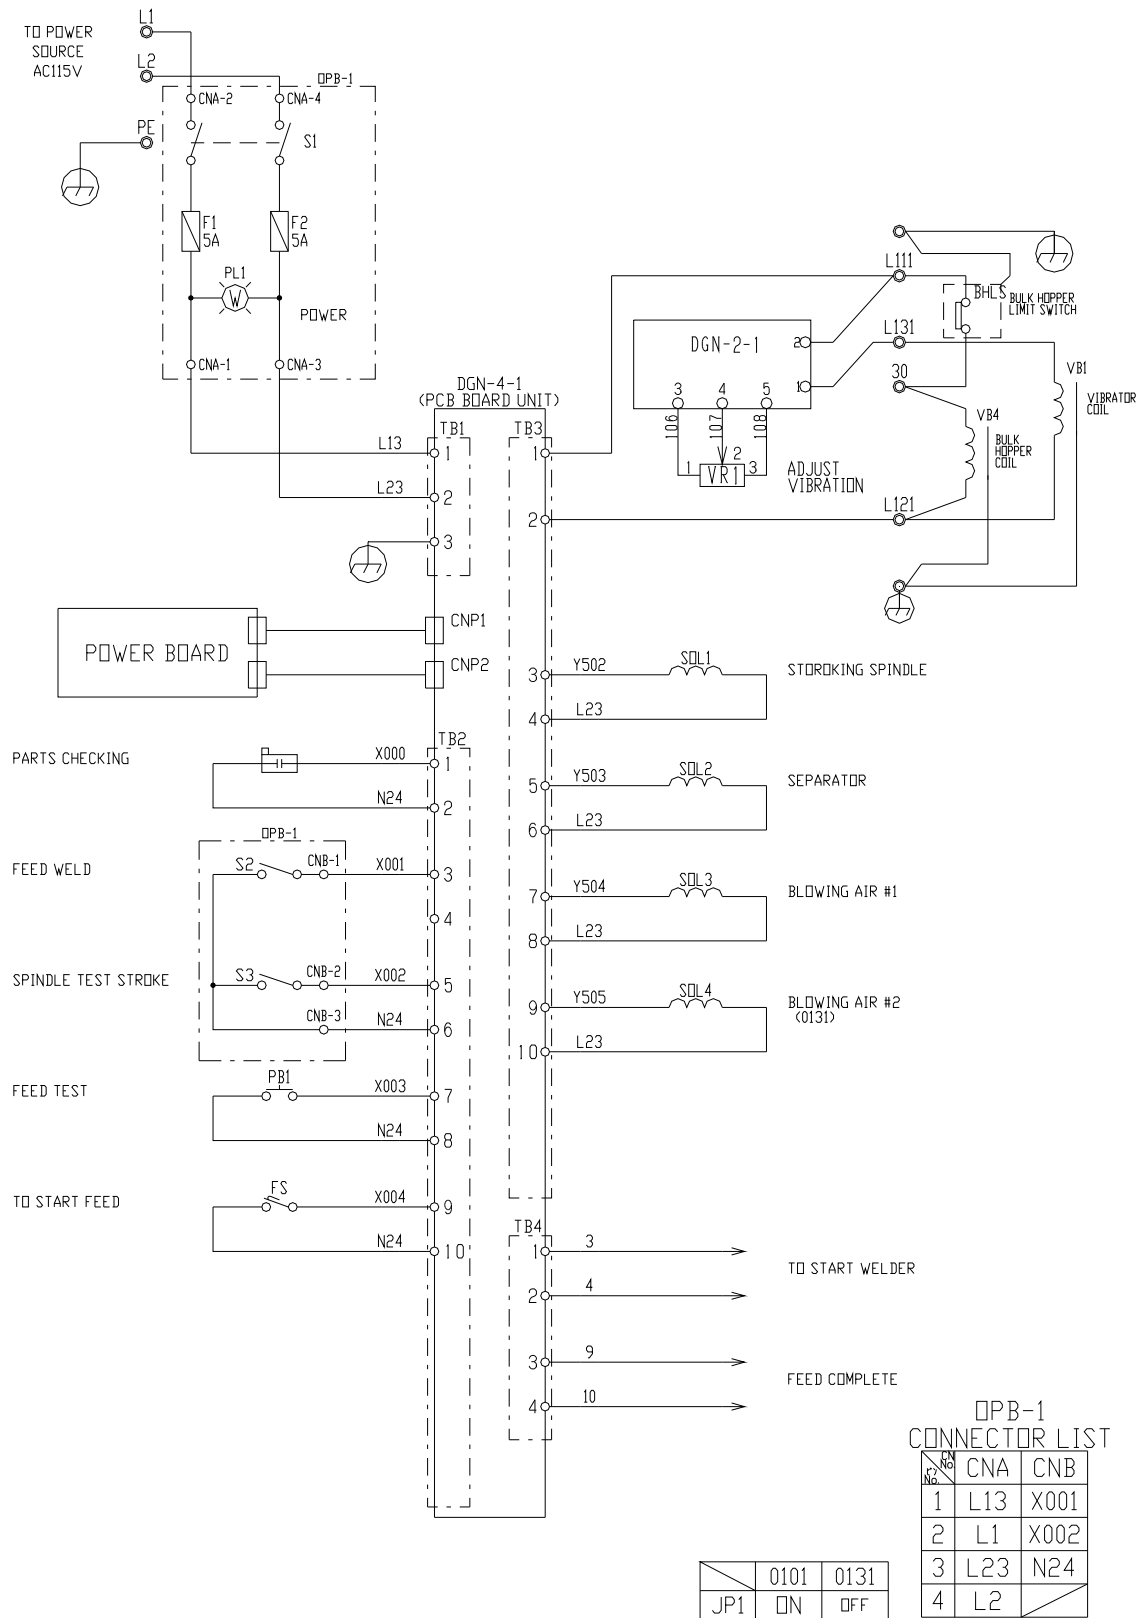 L1
TO POWER
SOURCE
AC115V
L2
OPB-1
CNA-2
CNA-4
PE
S1
F1
5A
F2
5A
PL1
W
POWER
CNA-1
CNA-3
L111
BHLS
BULK HOPPER
LIMIT SWITCH
DGN-2-1
2
1
L131
30
3
4
5
106
107
108
1
2
3
VR1
ADJUST
VIBRATION
VB1
VIBRATOR
COIL
VB4
BULK
HOPPER
COIL
L121
DGN-4-1
(PCB BOARD UNIT)
TB1
TB3
L13
1
1
L23
2
2
3
POWER BOARD
CNP1
CNP2
3
Y502
SOL1
STOROKING SPINDLE
4
L23
TB2
PARTS CHECKING
X000
1
N24
2
5
Y503
SOL2
SEPARATOR
6
L23
OPB-1
FEED WELD
S2
CNB-1
X001
3
4
7
Y504
SOL3
BLOWING AIR #1
8
L23
SPINDLE TEST STROKE
S3
CNB-2
X002
5
CNB-3
N24
6
9
Y505
SOL4
BLOWING AIR #2
(0131)
10
L23
FEED TEST
PB1
X003
7
N24
8
TO START FEED
FS
X004
9
N24
10
TB4
1
3
TO START WELDER
2
4
3
9
FEED COMPLETE
4
10
OPB-1
CONNECTOR LIST
CN No.
No.
CNA CNB
1 L13 X001
2 L1 X002
3 L23 N24
4 L2
0101 0131
JP1 ON OFF